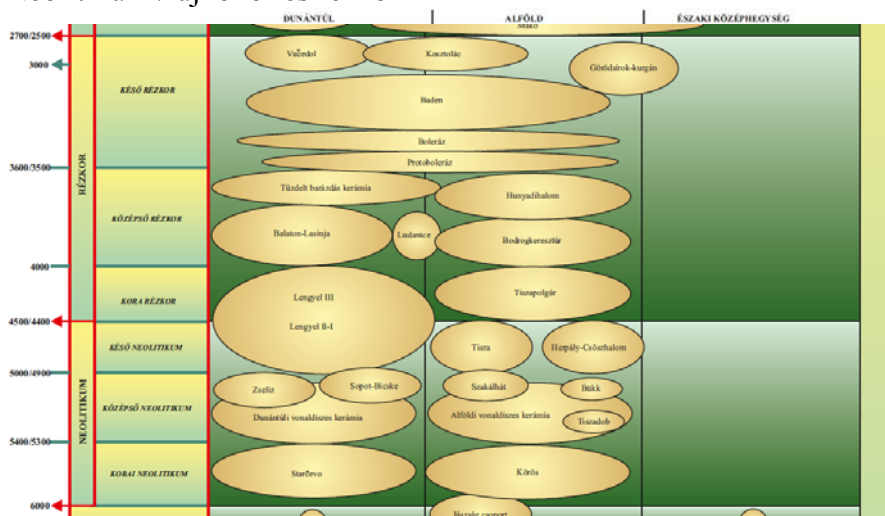 DUNÁNTÚL
ALFÖLD
ÉSZAKI KÖZÉPHEGYSÉG
Makó
2700/2500
3000
3600/3500
4000
4500/4400
5000/4900
5400/5300
6000
RÉZKOR
NEOLITIKUM
KÉSŐ RÉZKOR
KÖZÉPSŐ RÉZKOR
KORA RÉZKOR
KÉSŐ NEOLITIKUM
KÖZÉPSŐ NEOLITIKUM
KORAI NEOLITIKUM
Vučedol
Kosztolác
Gödrösírok-kurgán
Baden
Boleráz
Protoboleráz
Tűzdelt barázdás kerámia
Hunyadihalom
Balaton-Lasinja
Ludanice
Bodrogkeresztúr
Lengyel III
Tiszapolgár
Lengyel II-I
Tisza
Herpály-Csőszhalom
Zseliz
Sopot-Bicske
Szakálhát
Bükk
Dunántúli vonaldíszes kerámia
Alföldi vonaldíszes kerámia
Tiszadob
Starčevo
Körös